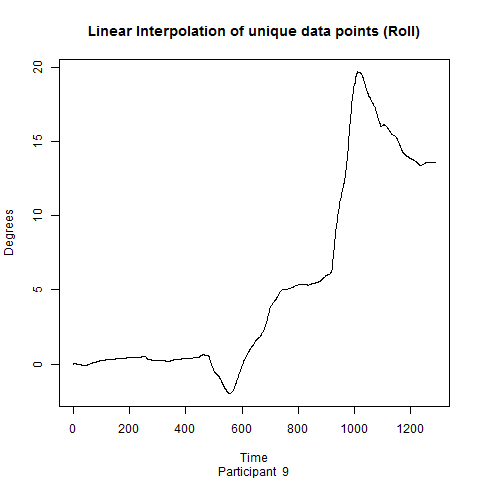 Linear Interpolation of unique data points (Roll)
Degrees
20
15
10
5
0
0 200 400 600 800 1000 1200
Time
Participant 9